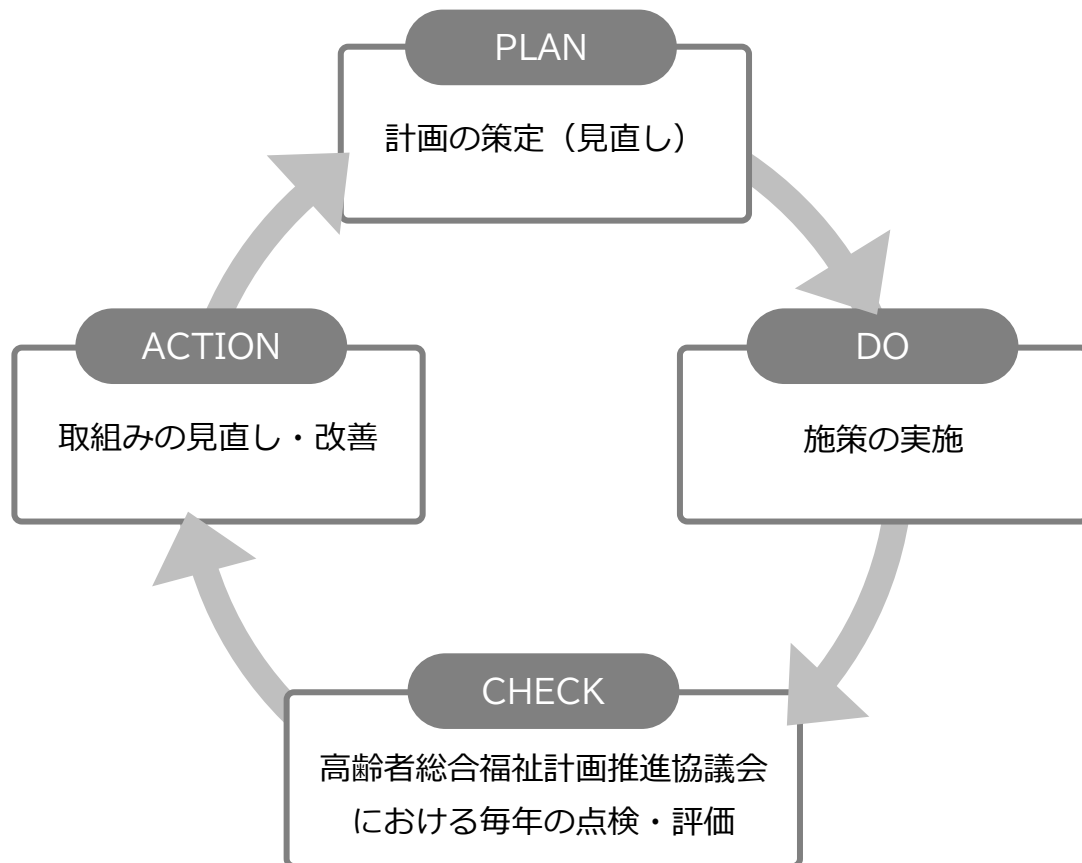 PLAN
計画の策定（見直し）
ACTION
取組みの見直し・改善
DO
施策の実施
CHECK
高齢者総合福祉計画推進協議会
における毎年の点検・評価